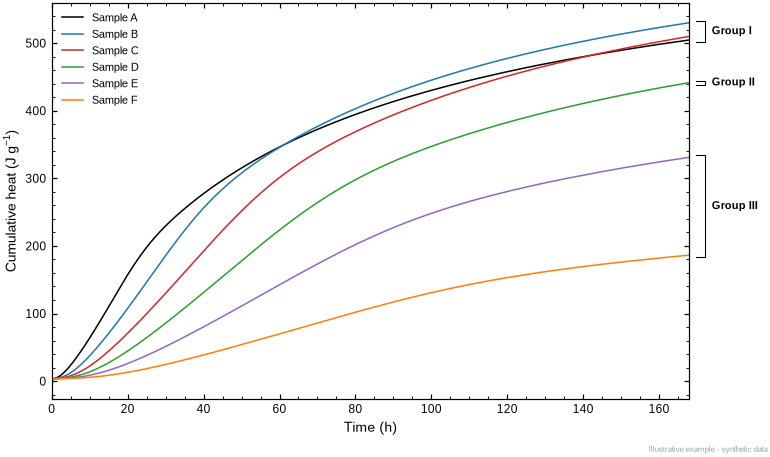 Sample A
Sample B
Sample C
Sample D
Sample E
Sample F
Group I
Group II
Group III
Cumulative heat (J g⁻¹)
500
400
300
200
100
0
0 20 40 60 80 100 120 140 160
Time (h)
Illustrative example - synthetic data